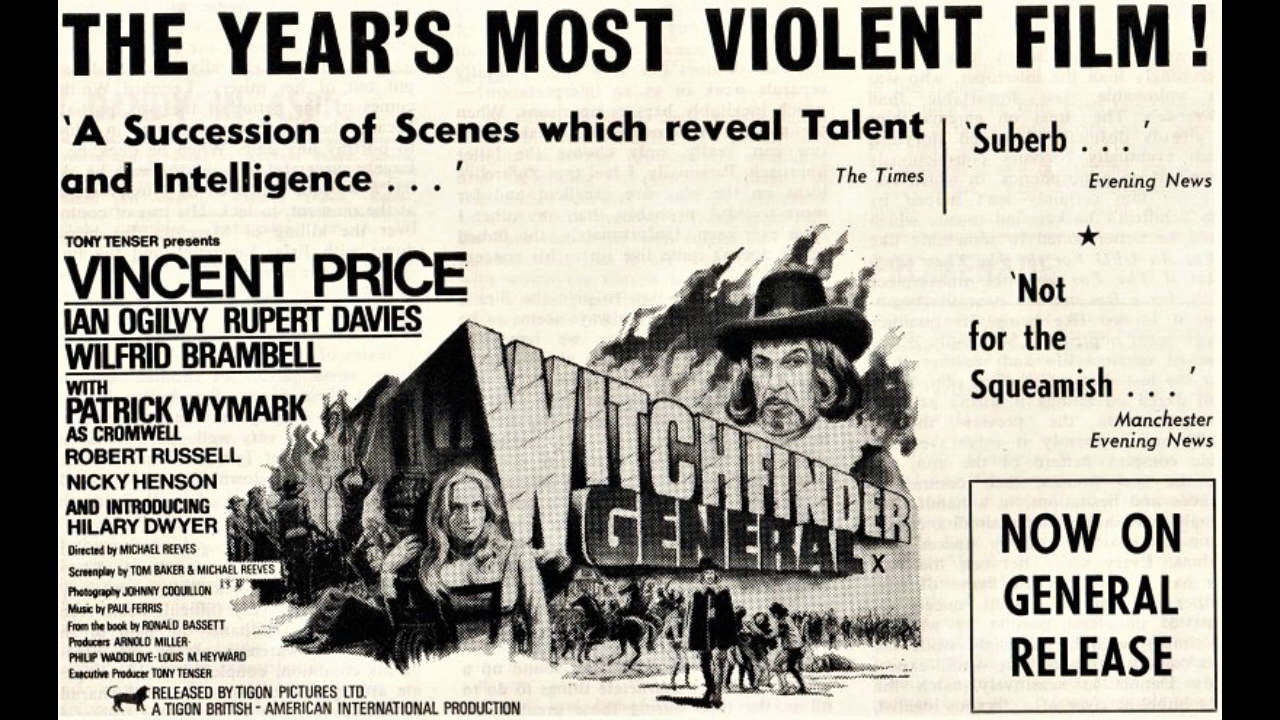 THE YEAR'S MOST VIOLENT FILM!
'A Succession of Scenes which reveal Talent
and Intelligence . . .'
The Times
'Suberb . . .'
Evening News
'Not
for the
Squeamish . . .'
Manchester
Evening News
TONY TENSER presents
VINCENT PRICE
IAN OGILVY RUPERT DAVIES
WILFRID BRAMBELL
WITH
PATRICK WYMARK
AS CROMWELL
ROBERT RUSSELL
NICKY HENSON
AND INTRODUCING
HILARY DWYER
Directed by MICHAEL REEVES
Screenplay by TOM BAKER & MICHAEL REEVES
Photography JOHNNY COQUILLON
Music by PAUL FERRIS
From the book by RONALD BASSETT
Producers ARNOLD MILLER·
PHILIP WADDILOVE·LOUIS M. HEYWARD
Executive Producer TONY TENSER
RELEASED BY TIGON PICTURES LTD.
A TIGON BRITISH - AMERICAN INTERNATIONAL PRODUCTION
WITCHFINDER
GENERAL X
NOW ON
GENERAL
RELEASE